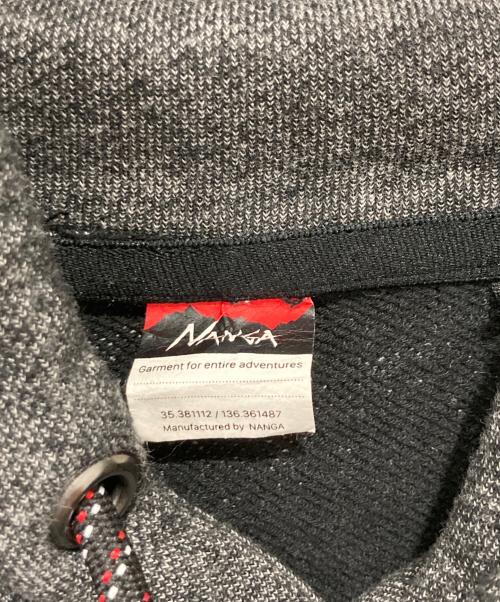 NANGA
Garment for entire adventures
35.381112 / 136.361487
Manufactured by NANGA